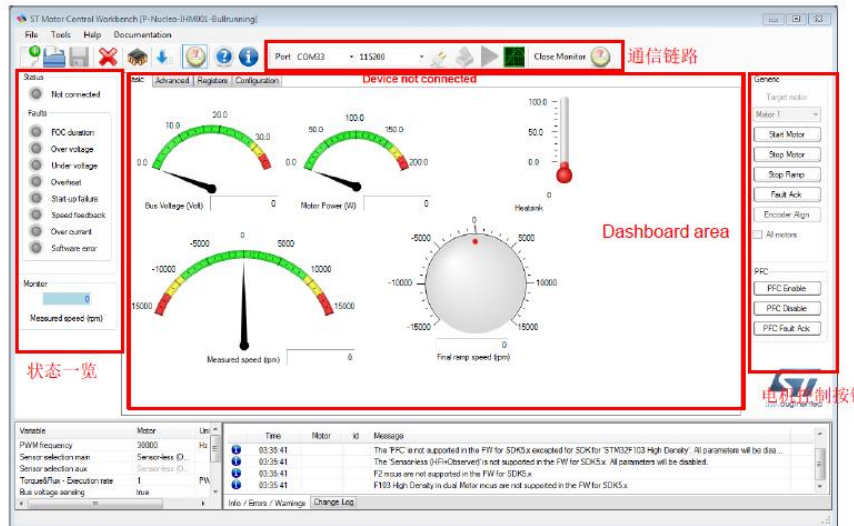 ST Motor Control Workbench [P-Nucleo-IHM001-Bullrunning]
File Tools Help Documentation
Port COM33 115200 Close Monitor 通信链路
Status
Not connected
Faults
FOC duration
Over voltage
Under voltage
Overheat
Start-up failure
Speed feedback
Over current
Software error
Monitor
0
Measured speed (rpm)
状态一览
Basic Advanced Registers Configuration
Device not connected
0.0 10.0 20.0 30.0
Bus Voltage (Volt) 0
0.0 50.0 100.0 150.0 200.0
Motor Power (W) 0
100.0
50.0
0.0
0
Heatsink
Dashboard area
-15000 -10000 -5000 0 5000 10000 15000
Measured speed (rpm) 0
-15000 -10000 -5000 0 5000 10000 15000
0
Final ramp speed (rpm)
Generic
Target motor
Motor 1
Start Motor
Stop Motor
Stop Ramp
Fault Ack
Encoder Align
All motors
PFC
PFC Enable
PFC Disable
PFC Fault Ack
ST
augmented
电机控制按钮
Variable Motor Uni
PWM frequency 30000 Hz
Sensor selection main Sensor-less (O...
Sensor selection aux Sensor-less (O...
Torque&Flux - Execution rate 1 PW
Bus voltage sensing true
Time Motor Id Message
03:35:41 The 'PFC' is not supported in the FW for SDK5.x excepted for SDK for 'STM32F103 High Density'. All parameters will be disa...
03:35:41 The 'Sensor-less (HFI+Observer)' is not supported in the FW for SDK5.x. All parameters will be disabled.
03:35:41 F2 mcus are not supported in the FW for SDK5.x
03:35:41 F103 High Density in dual Motor mcus are not supported in the FW for SDK5.x
Info / Errors / Warnings Change Log